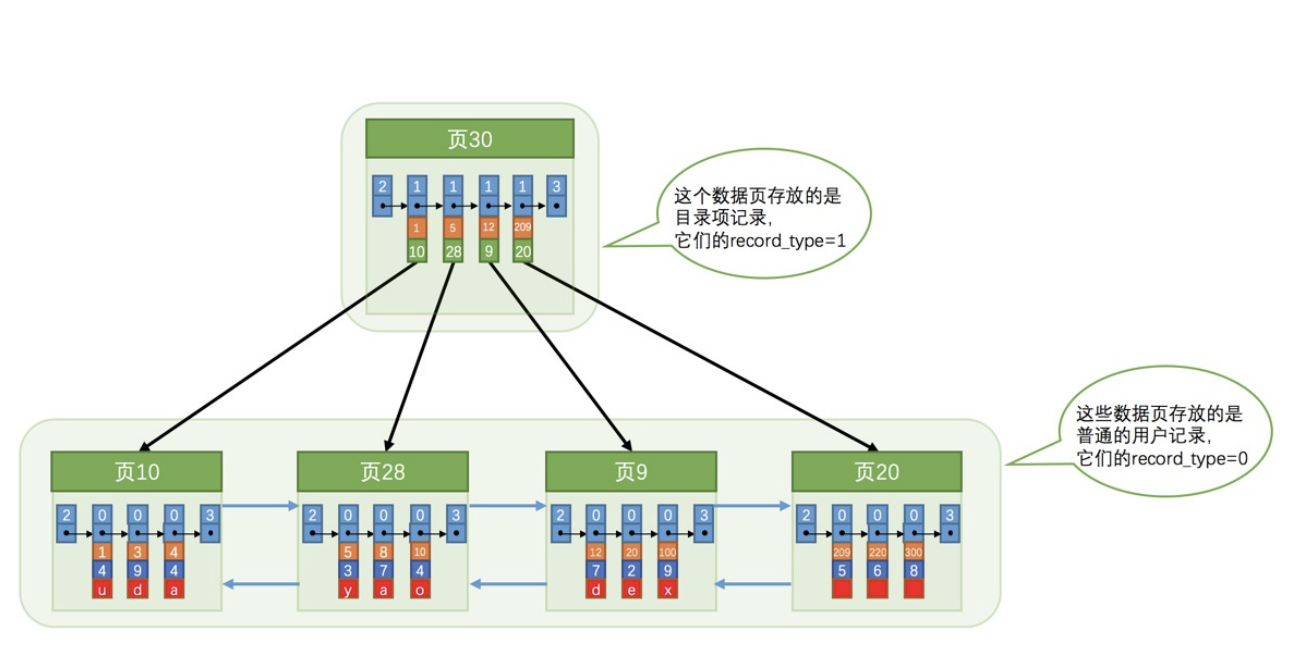 页30
2 1 1 1 1 3
1 5 12 209
10 28 9 20
这个数据页存放的是
目录项记录，
它们的record_type=1
这些数据页存放的是
普通的用户记录，
它们的record_type=0
页10
2 0 0 0 3
1 3 4
4 9 4
u d a
页28
2 0 0 0 3
5 8 10
3 7 4
y a o
页9
2 0 0 0 3
12 20 100
7 2 9
d e x
页20
2 0 0 0 3
209 220 300
5 6 8